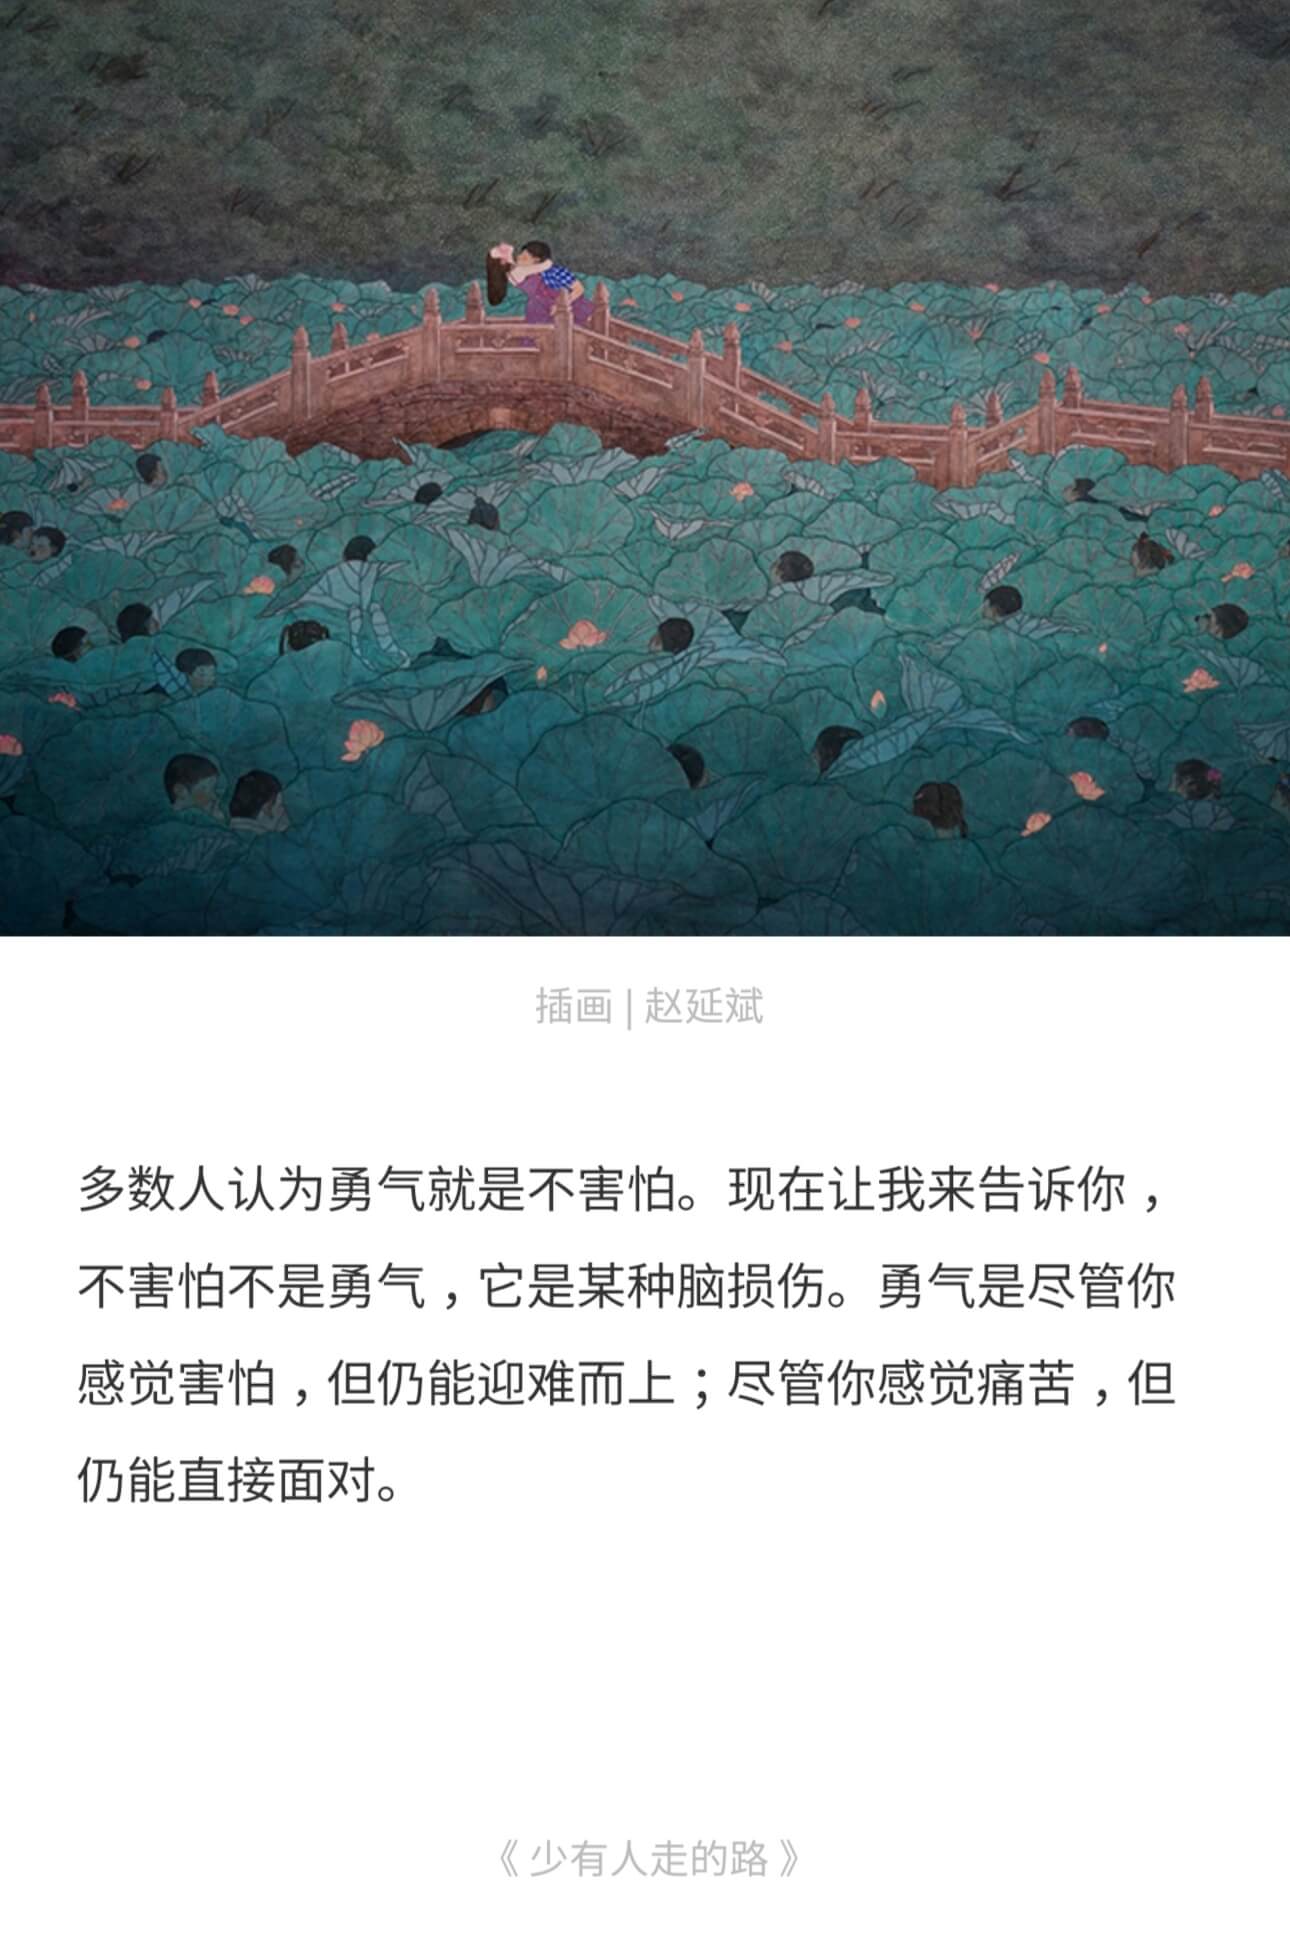 插画 | 赵延斌
多数人认为勇气就是不害怕。现在让我来告诉你，
不害怕不是勇气，它是某种脑损伤。勇气是尽管你
感觉害怕，但仍能迎难而上；尽管你感觉痛苦，但
仍能直接面对。
《 少有人走的路 》